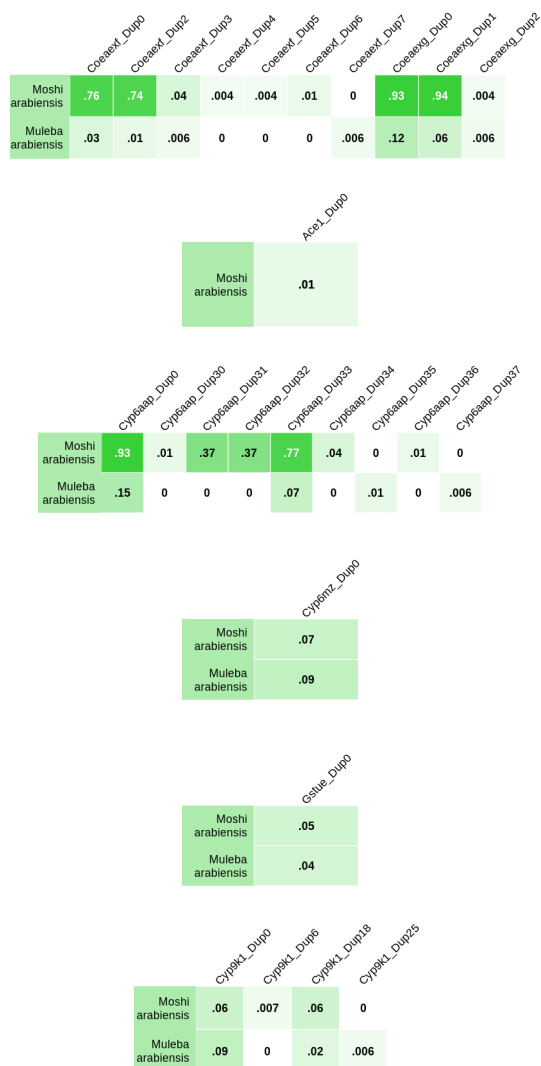 Coeaexf_Dup0 Coeaexf_Dup2 Coeaexf_Dup3 Coeaexf_Dup4 Coeaexf_Dup5 Coeaexf_Dup6 Coeaexf_Dup7 Coeaexg_Dup0 Coeaexg_Dup1 Coeaexg_Dup2
Moshi arabiensis .76 .74 .04 .004 .004 .01 0 .93 .94 .004
Muleba arabiensis .03 .01 .006 0 0 0 .006 .12 .06 .006
Ace1_Dup0
Moshi arabiensis .01
Cyp6aap_Dup0 Cyp6aap_Dup30 Cyp6aap_Dup31 Cyp6aap_Dup32 Cyp6aap_Dup33 Cyp6aap_Dup34 Cyp6aap_Dup35 Cyp6aap_Dup36 Cyp6aap_Dup37
Moshi arabiensis .93 .01 .37 .37 .77 .04 0 .01 0
Muleba arabiensis .15 0 0 0 .07 0 .01 0 .006
Cyp6mz_Dup0
Moshi arabiensis .07
Muleba arabiensis .09
Gstue_Dup0
Moshi arabiensis .05
Muleba arabiensis .04
Cyp9k1_Dup0 Cyp9k1_Dup6 Cyp9k1_Dup18 Cyp9k1_Dup25
Moshi arabiensis .06 .007 .06 0
Muleba arabiensis .09 0 .02 .006